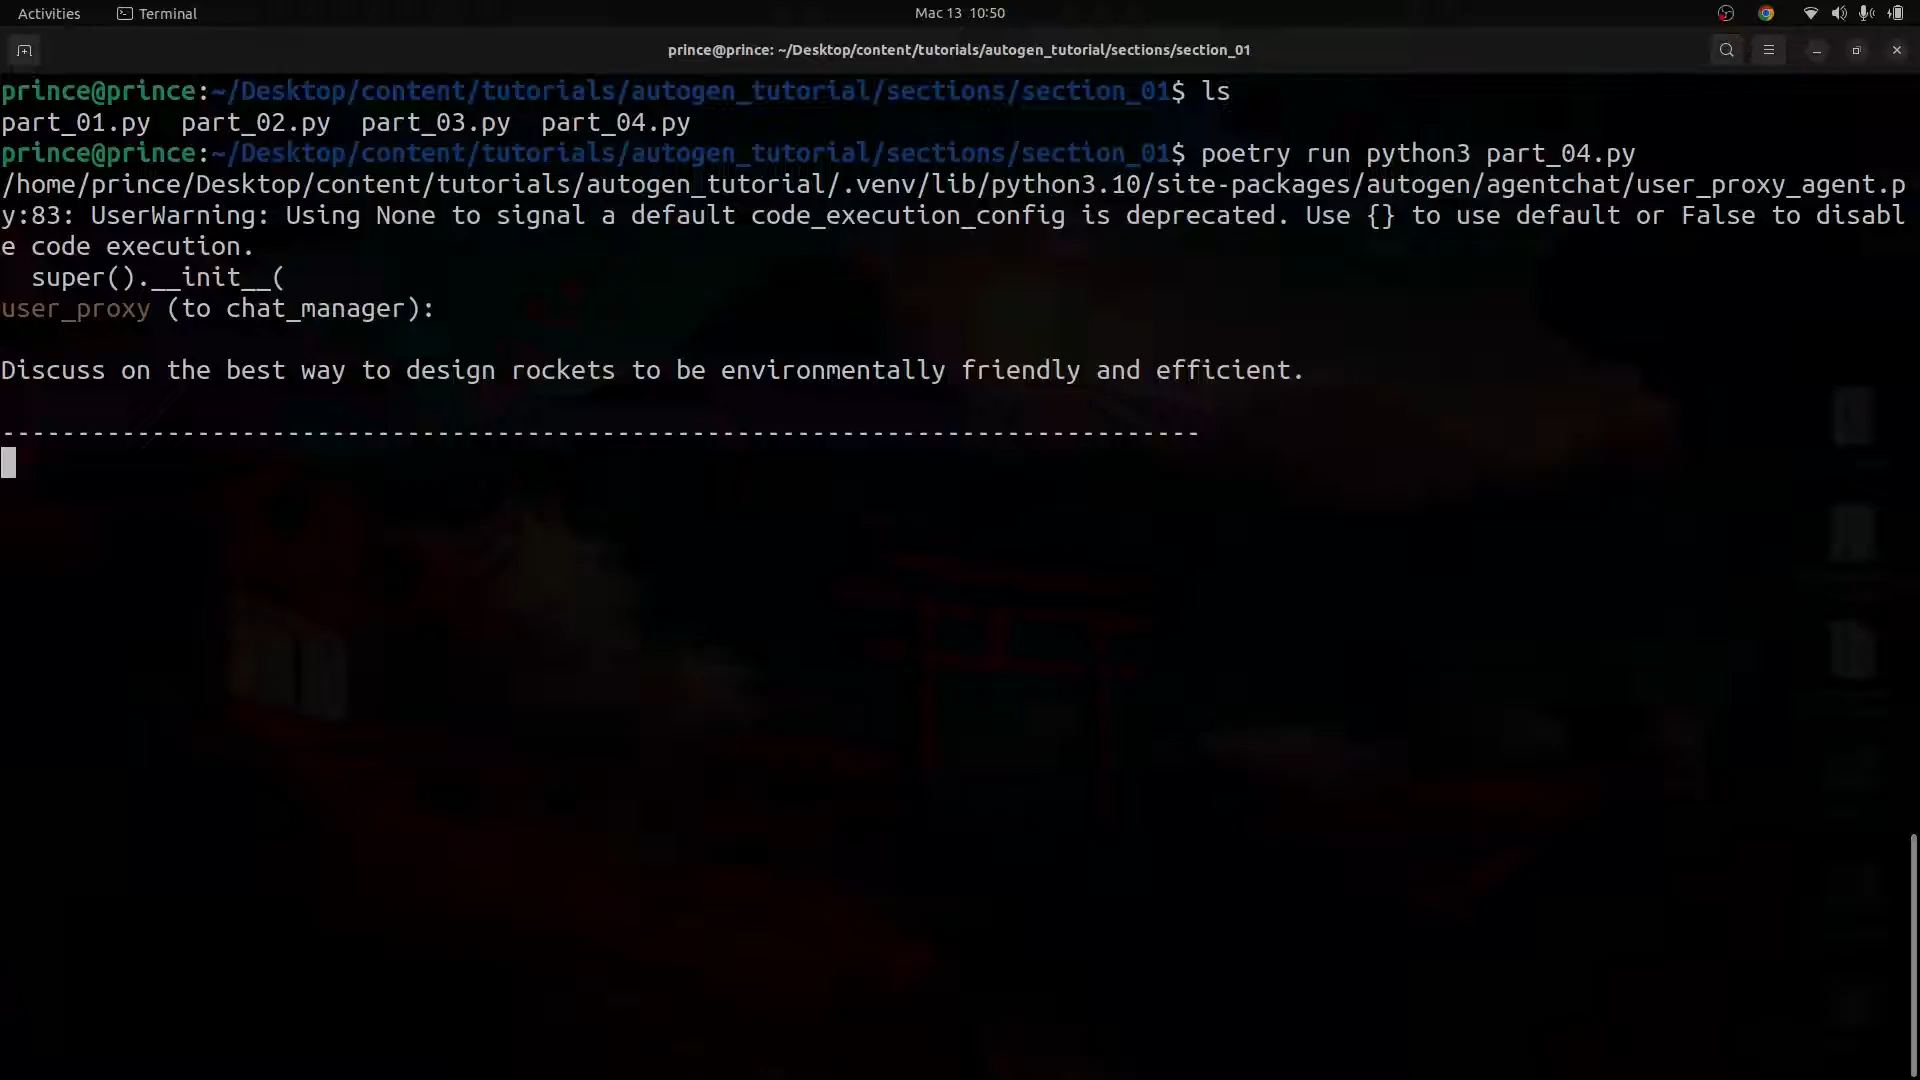 Activities Terminal Mac 13 10:50
prince@prince: ~/Desktop/content/tutorials/autogen_tutorial/sections/section_01
prince@prince:~/Desktop/content/tutorials/autogen_tutorial/sections/section_01$ ls
part_01.py  part_02.py  part_03.py  part_04.py
prince@prince:~/Desktop/content/tutorials/autogen_tutorial/sections/section_01$ poetry run python3 part_04.py
/home/prince/Desktop/content/tutorials/autogen_tutorial/.venv/lib/python3.10/site-packages/autogen/agentchat/user_proxy_agent.p
y:83: UserWarning: Using None to signal a default code_execution_config is deprecated. Use {} to use default or False to disabl
e code execution.
  super().__init__(
user_proxy (to chat_manager):
Discuss on the best way to design rockets to be environmentally friendly and efficient.
--------------------------------------------------------------------------------